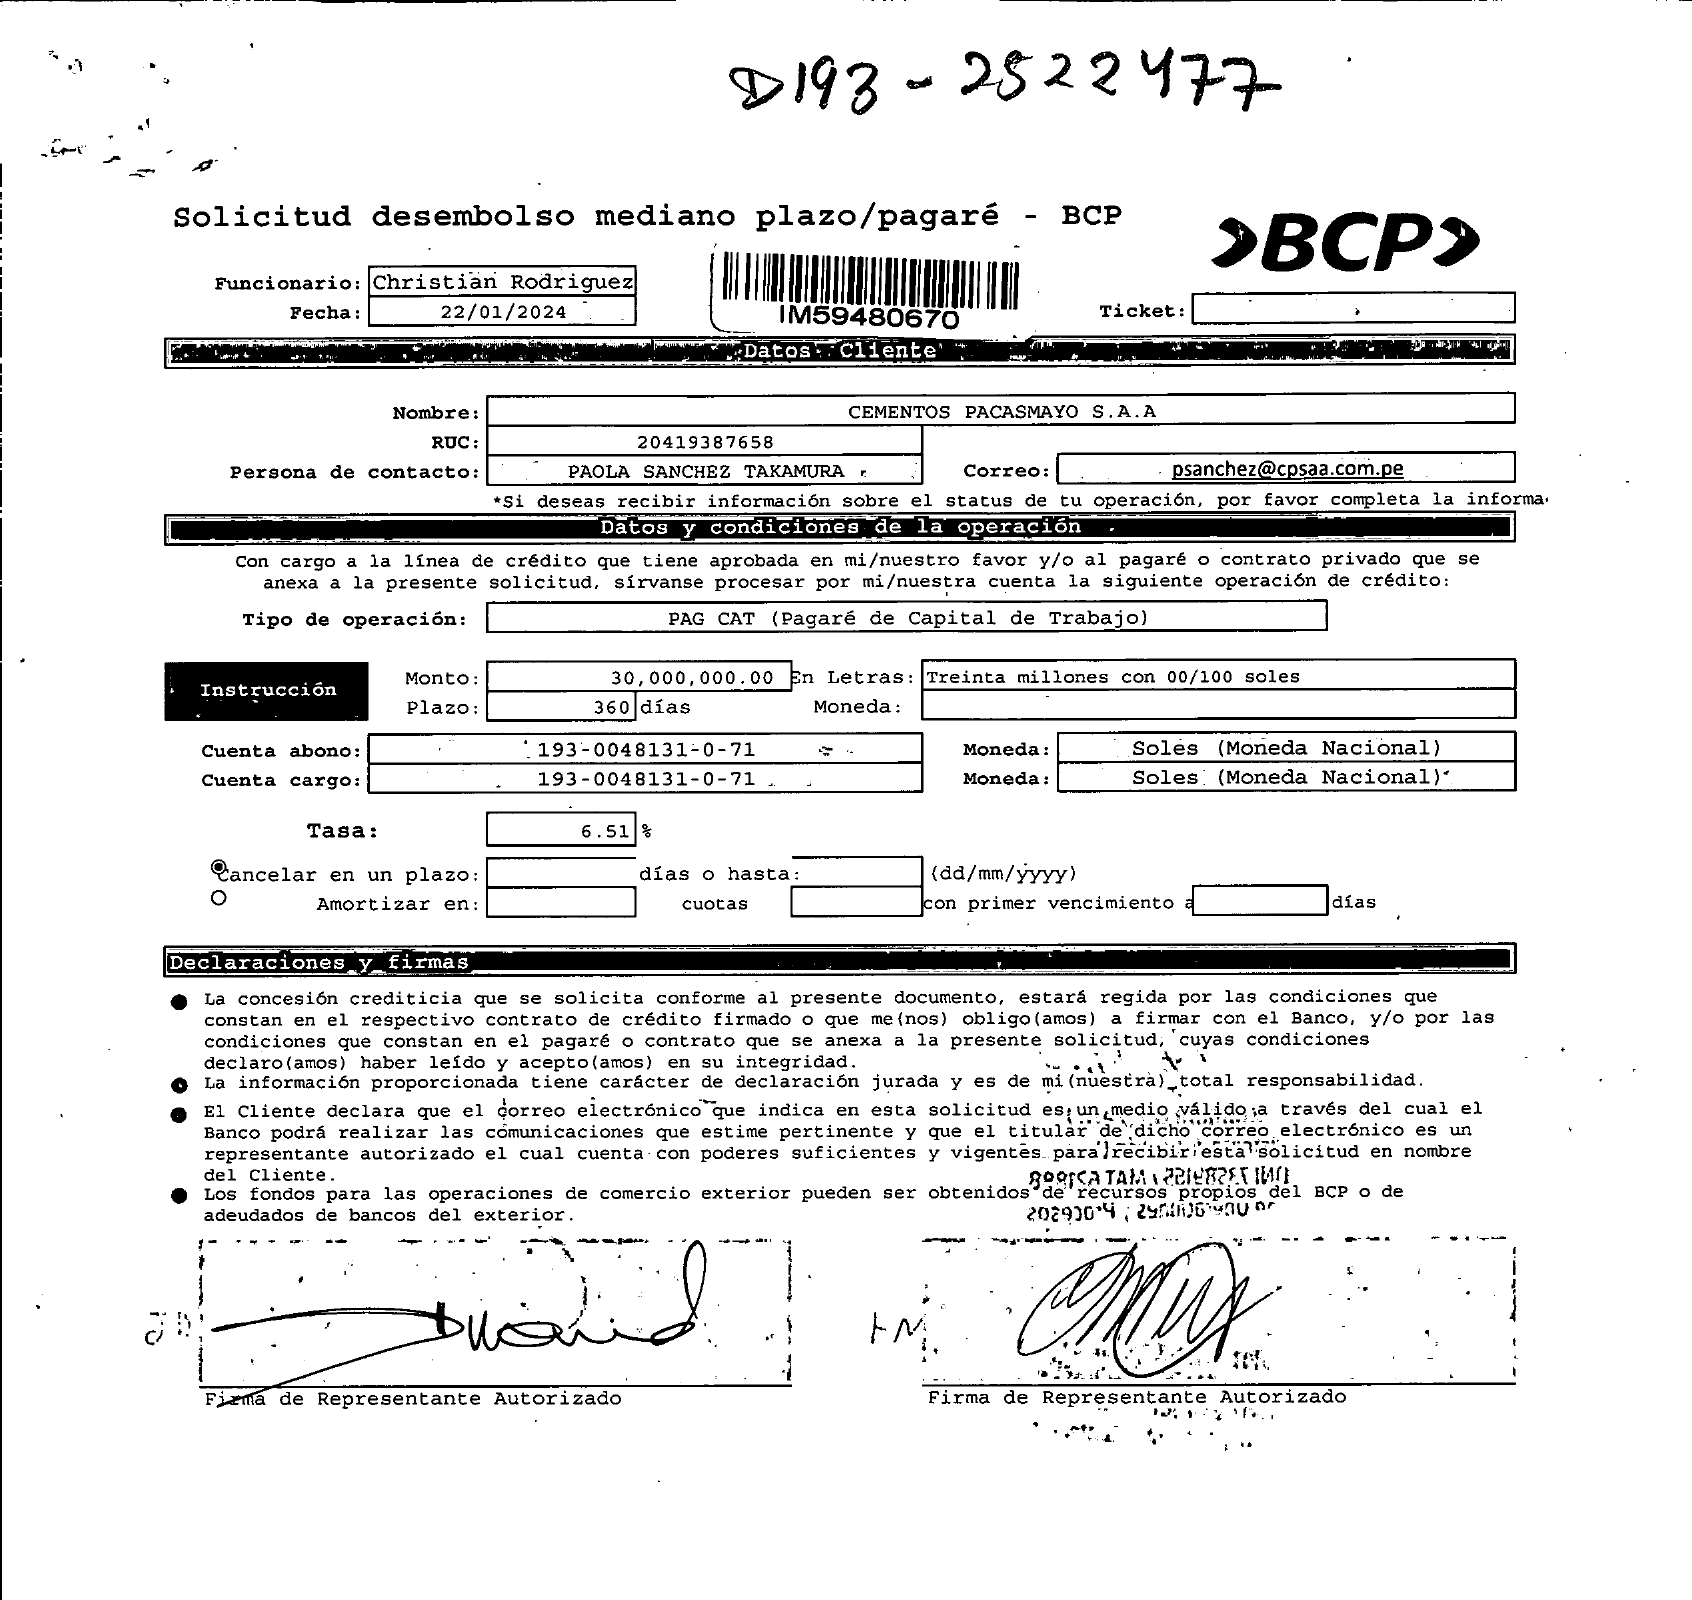 D193-2522477
Solicitud desembolso mediano plazo/pagaré - BCP
BCP
Funcionario: Christian Rodriguez
Fecha: 22/01/2024
IM59480670
Ticket:
Datos Cliente
Nombre: CEMENTOS PACASMAYO S.A.A
RUC: 20419387658
Persona de contacto: PAOLA SANCHEZ TAKAMURA Correo: psanchez@cpsaa.com.pe
*Si deseas recibir información sobre el status de tu operación, por favor completa la informa
Datos y condiciones de la operación
Con cargo a la línea de crédito que tiene aprobada en mi/nuestro favor y/o al pagaré o contrato privado que se
anexa a la presente solicitud, sírvanse procesar por mi/nuestra cuenta la siguiente operación de crédito:
Tipo de operación: PAG CAT (Pagaré de Capital de Trabajo)
Instrucción
Monto: 30,000,000.00 En Letras: Treinta millones con 00/100 soles
Plazo: 360 días Moneda:
Cuenta abono: 193-0048131-0-71 Moneda: Soles (Moneda Nacional)
Cuenta cargo: 193-0048131-0-71 Moneda: Soles (Moneda Nacional)
Tasa: 6.51 %
Cancelar en un plazo: días o hasta: (dd/mm/yyyy)
Amortizar en: cuotas con primer vencimiento a días
Declaraciones y firmas
● La concesión crediticia que se solicita conforme al presente documento, estará regida por las condiciones que
constan en el respectivo contrato de crédito firmado o que me(nos) obligo(amos) a firmar con el Banco, y/o por las
condiciones que constan en el pagaré o contrato que se anexa a la presente solicitud, cuyas condiciones
declaro(amos) haber leído y acepto(amos) en su integridad.
● La información proporcionada tiene carácter de declaración jurada y es de mi(nuestra) total responsabilidad.
● El Cliente declara que el correo electrónico que indica en esta solicitud es un medio válido a través del cual el
Banco podrá realizar las comunicaciones que estime pertinente y que el titular de dicho correo electrónico es un
representante autorizado el cual cuenta con poderes suficientes y vigentes para recibir esta solicitud en nombre
del Cliente.
● Los fondos para las operaciones de comercio exterior pueden ser obtenidos de recursos propios del BCP o de
adeudados de bancos del exterior.
Firma de Representante Autorizado
Firma de Representante Autorizado